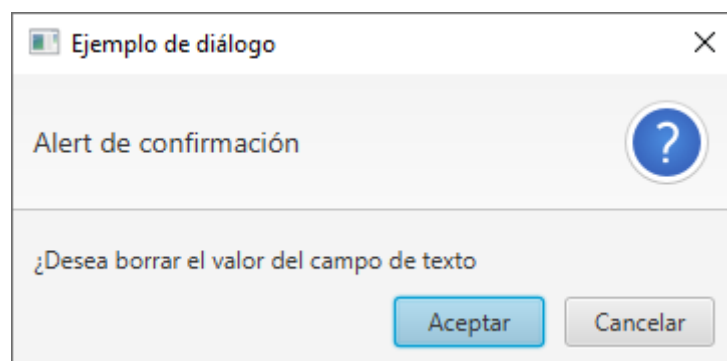 Ejemplo de diálogo
Alert de confirmación
?
¿Desea borrar el valor del campo de texto
Aceptar Cancelar